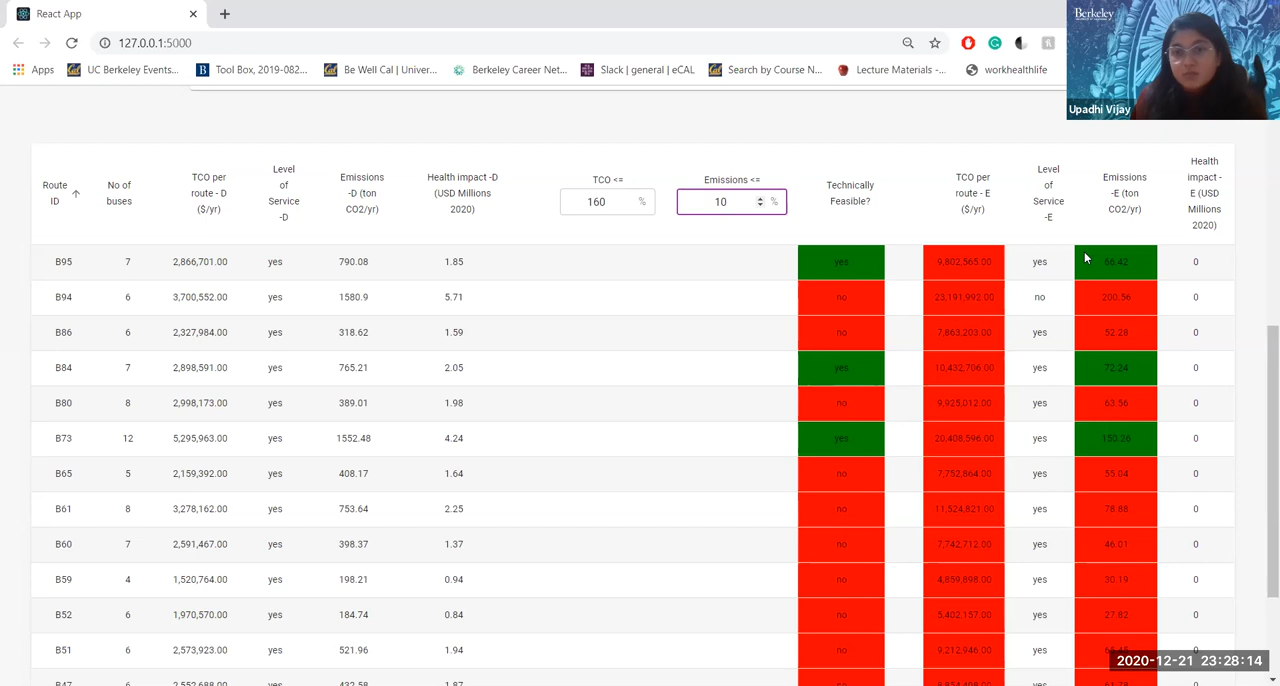 React App
127.0.0.1:5000
Apps UC Berkeley Events... Tool Box, 2019-082... Be Well Cal | Univer... Berkeley Career Net... Slack | general | eCAL Search by Course N... Lecture Materials -... workhealthlife
Berkeley
Upadhi Vijay
Route ID No of buses TCO per route - D ($/yr) Level of Service -D Emissions -D (ton CO2/yr) Health impact -D (USD Millions 2020) TCO <= 160 % Emissions <= 10 % Technically Feasible? TCO per route - E ($/yr) Level of Service -E Emissions -E (ton CO2/yr) Health impact - E (USD Millions 2020)
B95 7 2,866,701.00 yes 790.08 1.85 yes 9,802,565.00 yes 66.42 0
B94 6 3,700,552.00 yes 1580.9 5.71 no 23,191,992.00 no 200.56 0
B86 6 2,327,984.00 yes 318.62 1.59 no 7,863,203.00 yes 52.28 0
B84 7 2,898,591.00 yes 765.21 2.05 yes 10,432,706.00 yes 72.24 0
B80 8 2,998,173.00 yes 389.01 1.98 no 9,925,012.00 yes 63.56 0
B73 12 5,295,963.00 yes 1552.48 4.24 yes 20,408,596.00 yes 150.26 0
B65 5 2,159,392.00 yes 408.17 1.64 no 7,752,864.00 yes 55.04 0
B61 8 3,278,162.00 yes 753.64 2.25 no 11,524,821.00 yes 78.88 0
B60 7 2,591,467.00 yes 398.37 1.37 no 7,742,712.00 yes 46.01 0
B59 4 1,520,764.00 yes 198.21 0.94 no 4,859,898.00 yes 30.19 0
B52 6 1,970,570.00 yes 184.74 0.84 no 5,402,157.00 yes 27.82 0
B51 6 2,573,923.00 yes 521.96 1.94 no 9,212,946.00 yes 0
2020-12-21 23:28:14